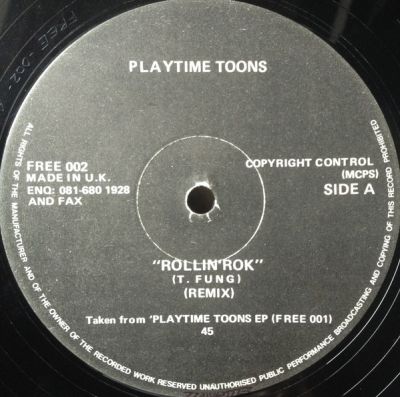 PLAYTIME TOONS
FREE 002
MADE IN U.K.
ENQ: 081-680 1928
AND FAX
COPYRIGHT CONTROL
(MCPS)
SIDE A
"ROLLIN'ROK"
(T. FUNG)
(REMIX)
Taken from 'PLAYTIME TOONS EP (FREE 001)
45
ALL RIGHTS OF THE MANUFACTURER AND OF THE OWNER OF THE RECORDED WORK RESERVED UNAUTHORISED PUBLIC PERFORMANCE BROADCASTING AND COPYING OF THIS RECORD PROHIBITED
FREE-002-